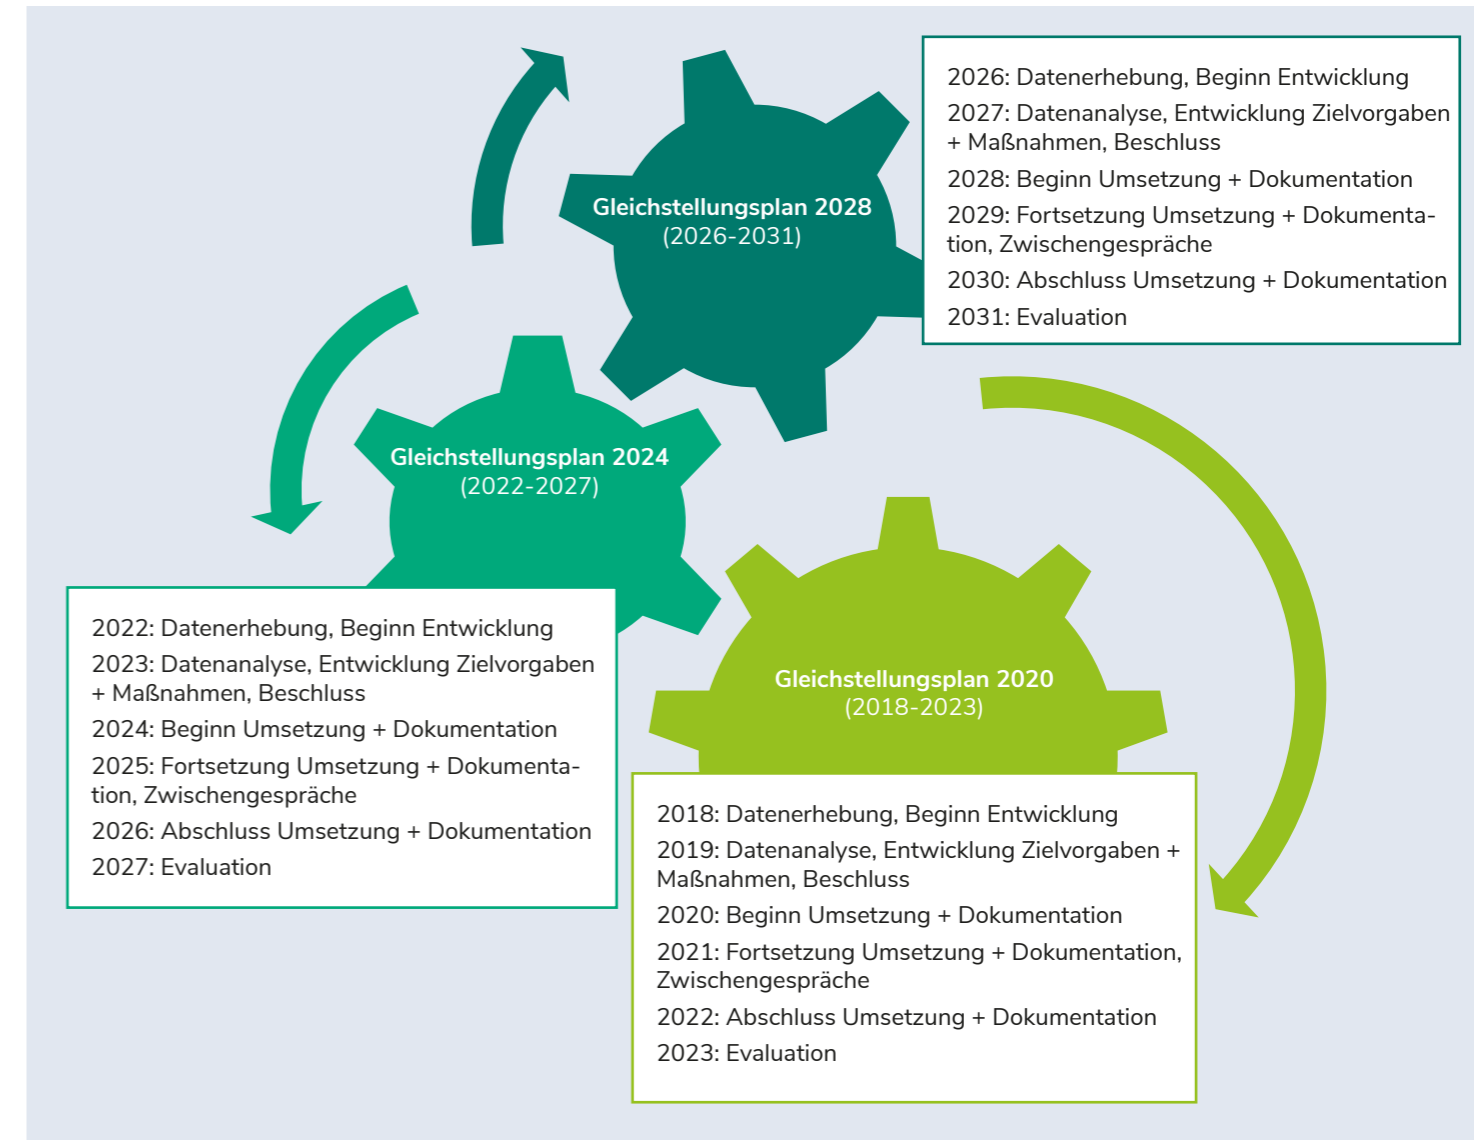 Gleichstellungsplan 2028
(2026-2031)
2026: Datenerhebung, Beginn Entwicklung
2027: Datenanalyse, Entwicklung Zielvorgaben
+ Maßnahmen, Beschluss
2028: Beginn Umsetzung + Dokumentation
2029: Fortsetzung Umsetzung + Dokumenta-
tion, Zwischengespräche
2030: Abschluss Umsetzung + Dokumentation
2031: Evaluation
Gleichstellungsplan 2024
(2022-2027)
2022: Datenerhebung, Beginn Entwicklung
2023: Datenanalyse, Entwicklung Zielvorgaben
+ Maßnahmen, Beschluss
2024: Beginn Umsetzung + Dokumentation
2025: Fortsetzung Umsetzung + Dokumenta-
tion, Zwischengespräche
2026: Abschluss Umsetzung + Dokumentation
2027: Evaluation
Gleichstellungsplan 2020
(2018-2023)
2018: Datenerhebung, Beginn Entwicklung
2019: Datenanalyse, Entwicklung Zielvorgaben +
Maßnahmen, Beschluss
2020: Beginn Umsetzung + Dokumentation
2021: Fortsetzung Umsetzung + Dokumentation,
Zwischengespräche
2022: Abschluss Umsetzung + Dokumentation
2023: Evaluation